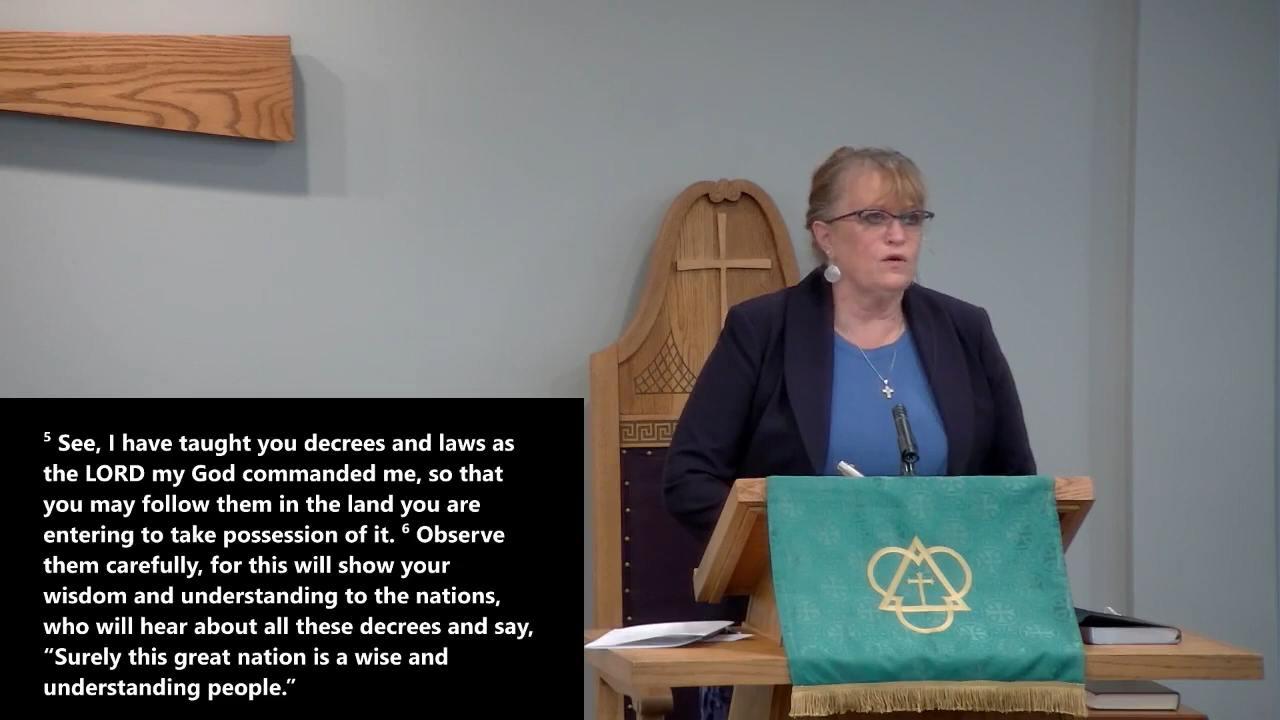 ⁵ See, I have taught you decrees and laws as
the LORD my God commanded me, so that
you may follow them in the land you are
entering to take possession of it. ⁶ Observe
them carefully, for this will show your
wisdom and understanding to the nations,
who will hear about all these decrees and say,
“Surely this great nation is a wise and
understanding people.”